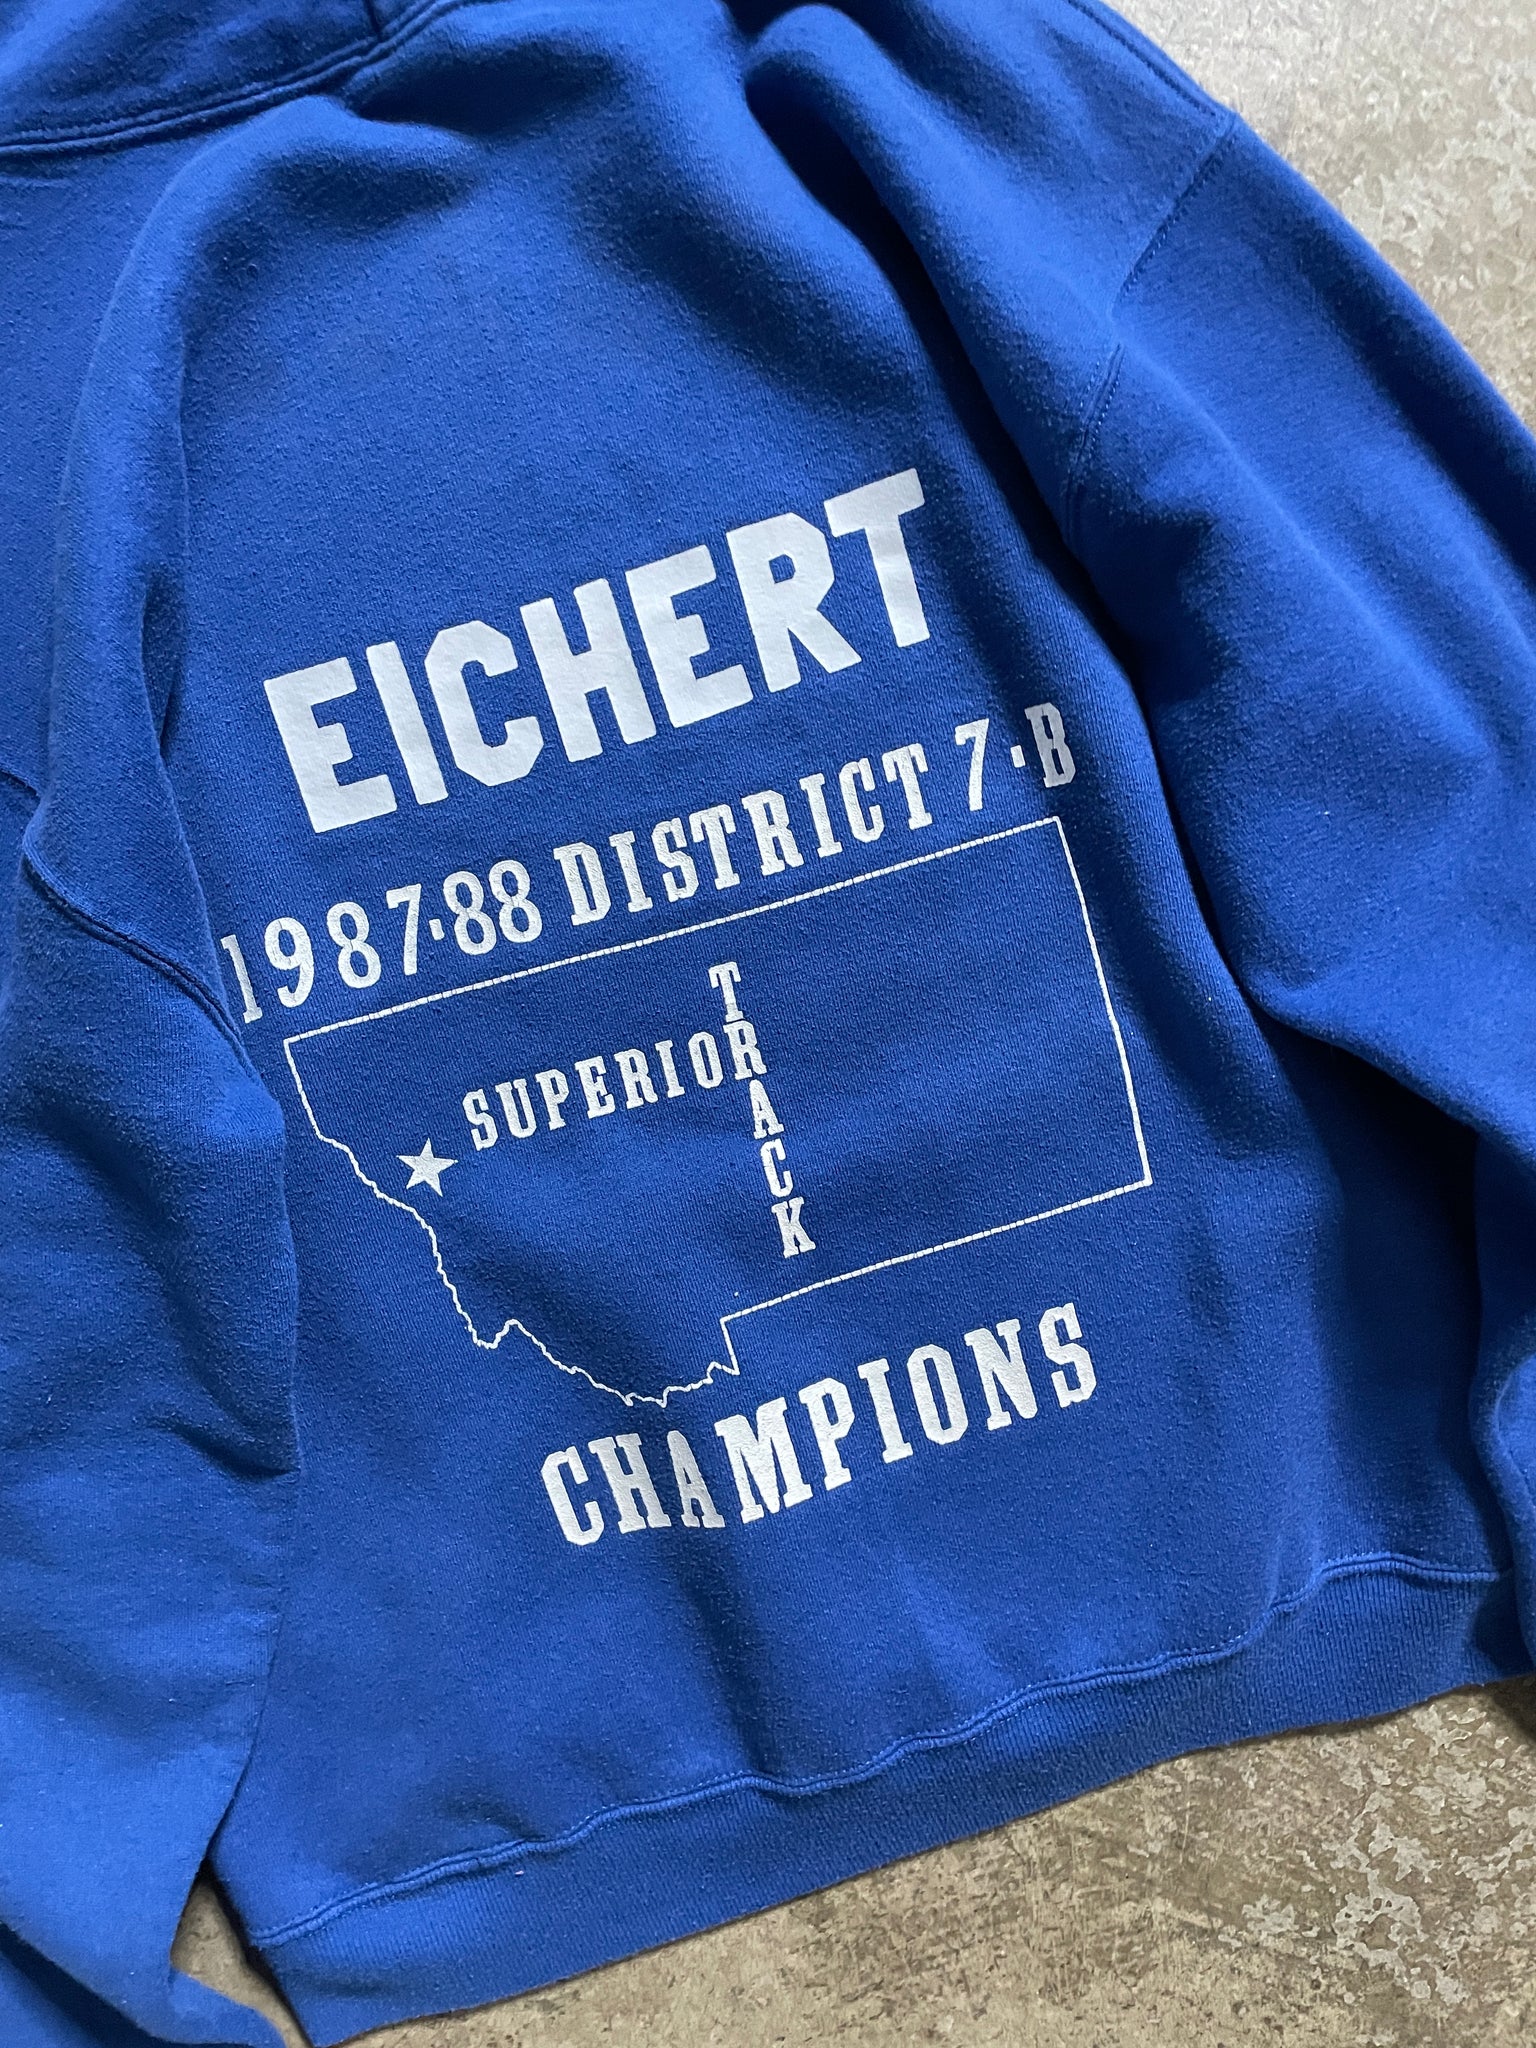 EICHERT
1987-88 DISTRICT 7-B
SUPERIOR
TRACK
CHAMPIONS